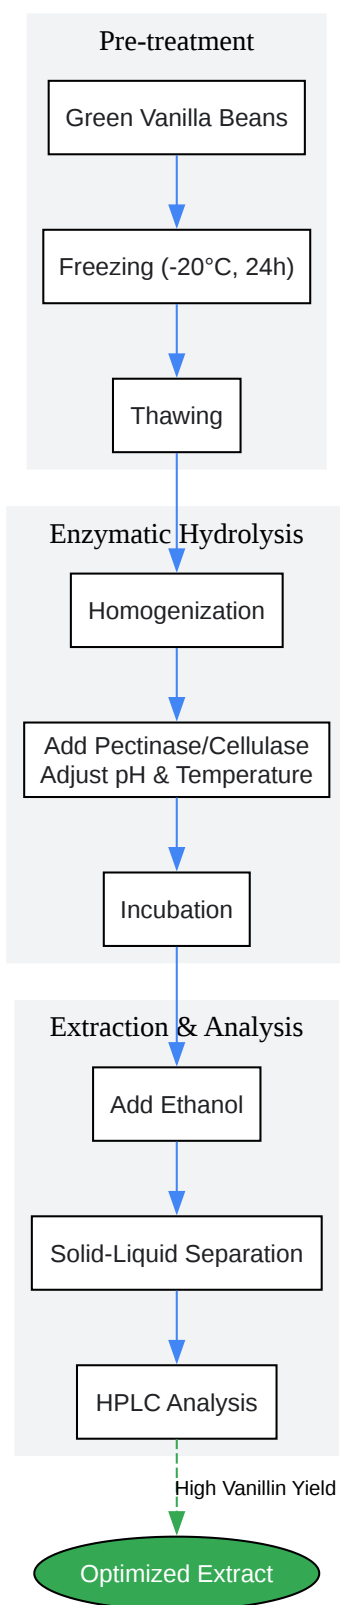 Pre-treatment
Green Vanilla Beans
Freezing (-20°C, 24h)
Thawing
Enzymatic Hydrolysis
Homogenization
Add Pectinase/Cellulase
Adjust pH & Temperature
Incubation
Extraction & Analysis
Add Ethanol
Solid-Liquid Separation
HPLC Analysis
High Vanillin Yield
Optimized Extract